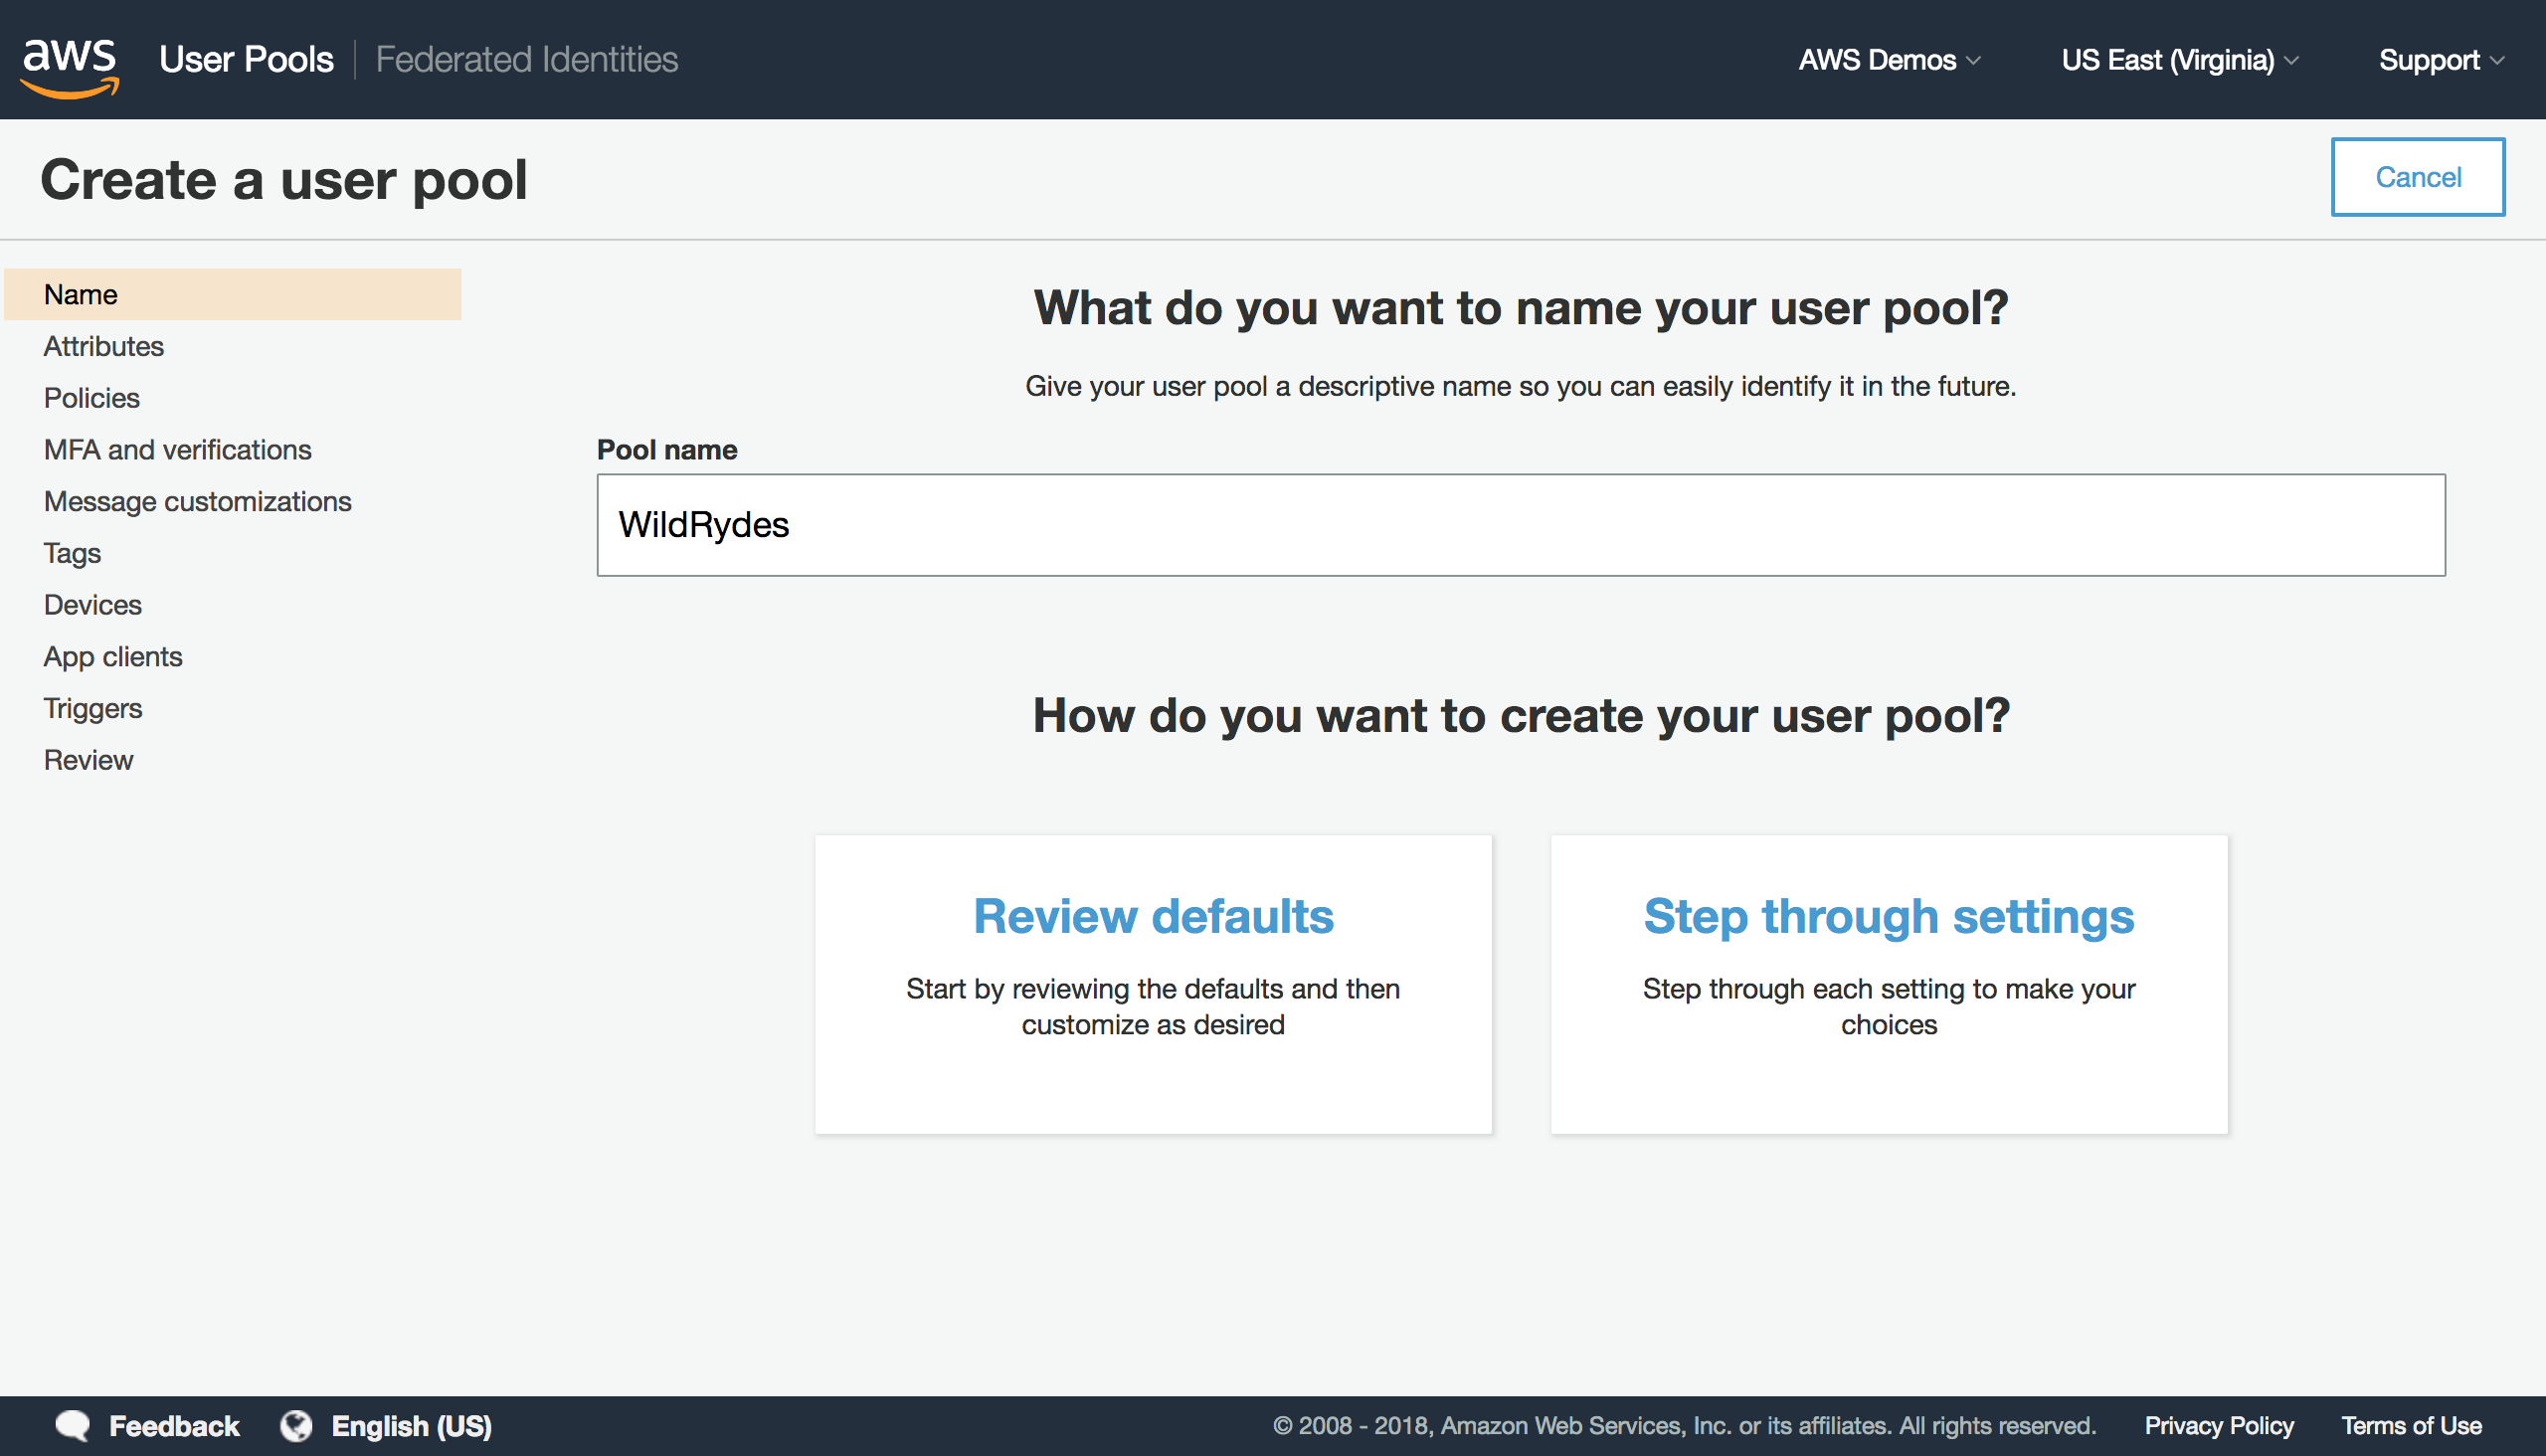 aws User Pools Federated Identities AWS Demos US East (Virginia) Support
Create a user pool Cancel
Name
Attributes
Policies
MFA and verifications
Message customizations
Tags
Devices
App clients
Triggers
Review
What do you want to name your user pool?
Give your user pool a descriptive name so you can easily identify it in the future.
Pool name
WildRydes
How do you want to create your user pool?
Review defaults
Start by reviewing the defaults and then
customize as desired
Step through settings
Step through each setting to make your
choices
Feedback English (US) © 2008 - 2018, Amazon Web Services, Inc. or its affiliates. All rights reserved. Privacy Policy Terms of Use